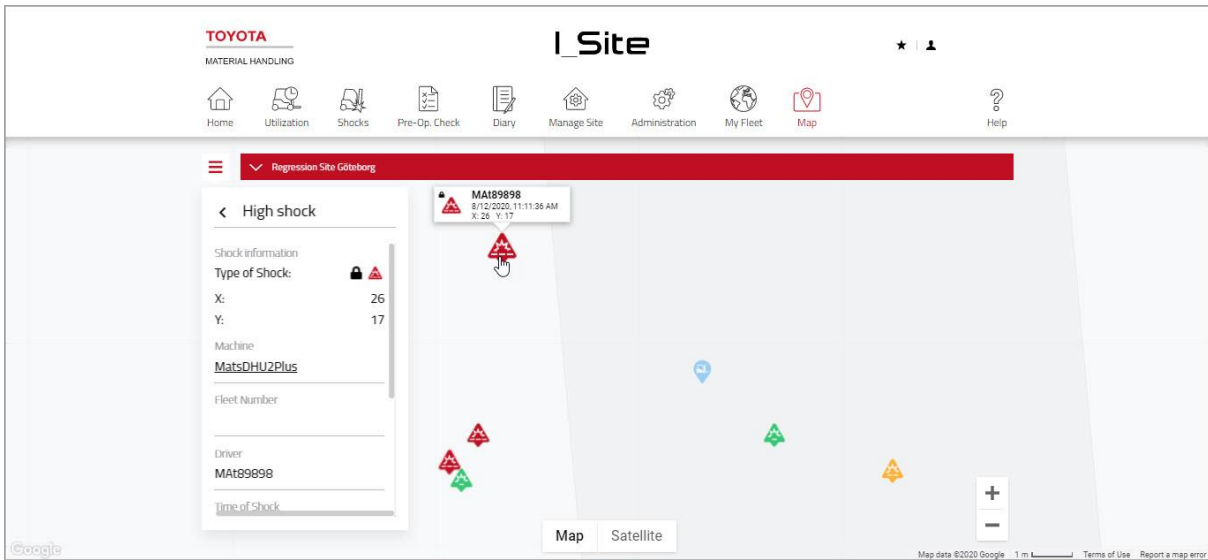 TOYOTA
MATERIAL HANDLING
I_Site
Home
Utilization
Shocks
Pre-Op. Check
Diary
Manage Site
Administration
My Fleet
Map
Help
Regression Site Göteborg
High shock
Shock information
Type of Shock:
X: 26
Y: 17
Machine
MatsDHU2Plus
Fleet Number
Driver
MAt89898
Time of Shock
MAt89898
8/12/2020, 11:11:36 AM
X: 26 Y: 17
+
−
Map Satellite
Google
Map data ©2020 Google 1 m Terms of Use Report a map error